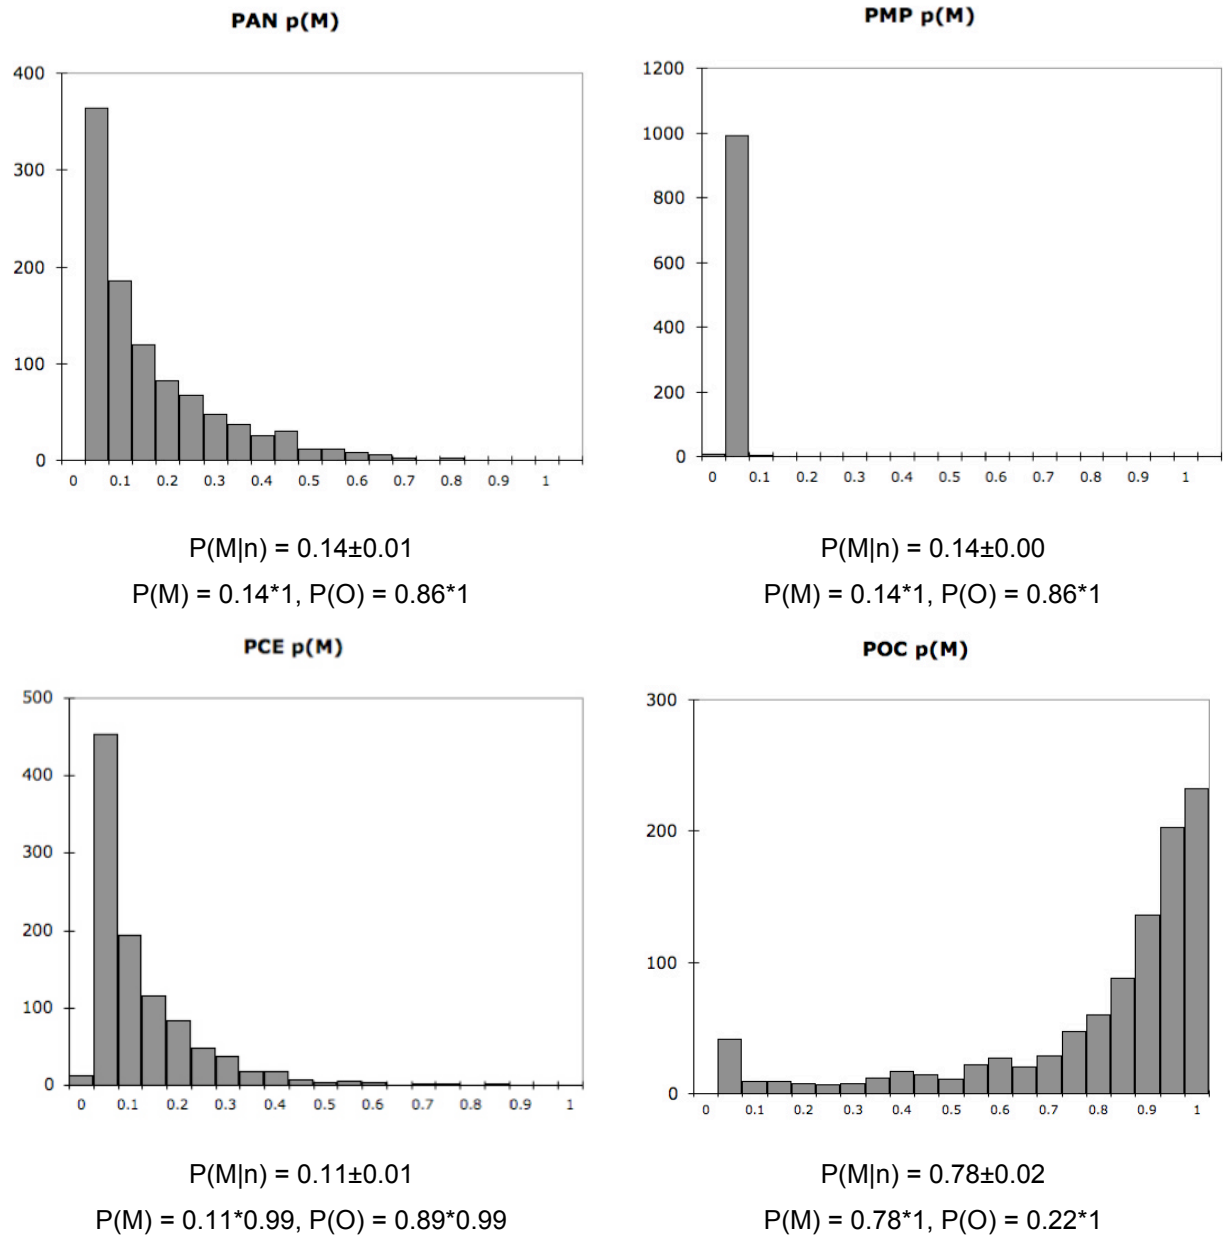 PAN p(M)
400
300
200
100
0
0 0.1 0.2 0.3 0.4 0.5 0.6 0.7 0.8 0.9 1
P(M|n) = 0.14±0.01
P(M) = 0.14*1, P(O) = 0.86*1
PMP p(M)
1200
1000
800
600
400
200
0
0 0.1 0.2 0.3 0.4 0.5 0.6 0.7 0.8 0.9 1
P(M|n) = 0.14±0.00
P(M) = 0.14*1, P(O) = 0.86*1
PCE p(M)
500
400
300
200
100
0
0 0.1 0.2 0.3 0.4 0.5 0.6 0.7 0.8 0.9 1
P(M|n) = 0.11±0.01
P(M) = 0.11*0.99, P(O) = 0.89*0.99
POC p(M)
300
200
100
0
0 0.1 0.2 0.3 0.4 0.5 0.6 0.7 0.8 0.9 1
P(M|n) = 0.78±0.02
P(M) = 0.78*1, P(O) = 0.22*1